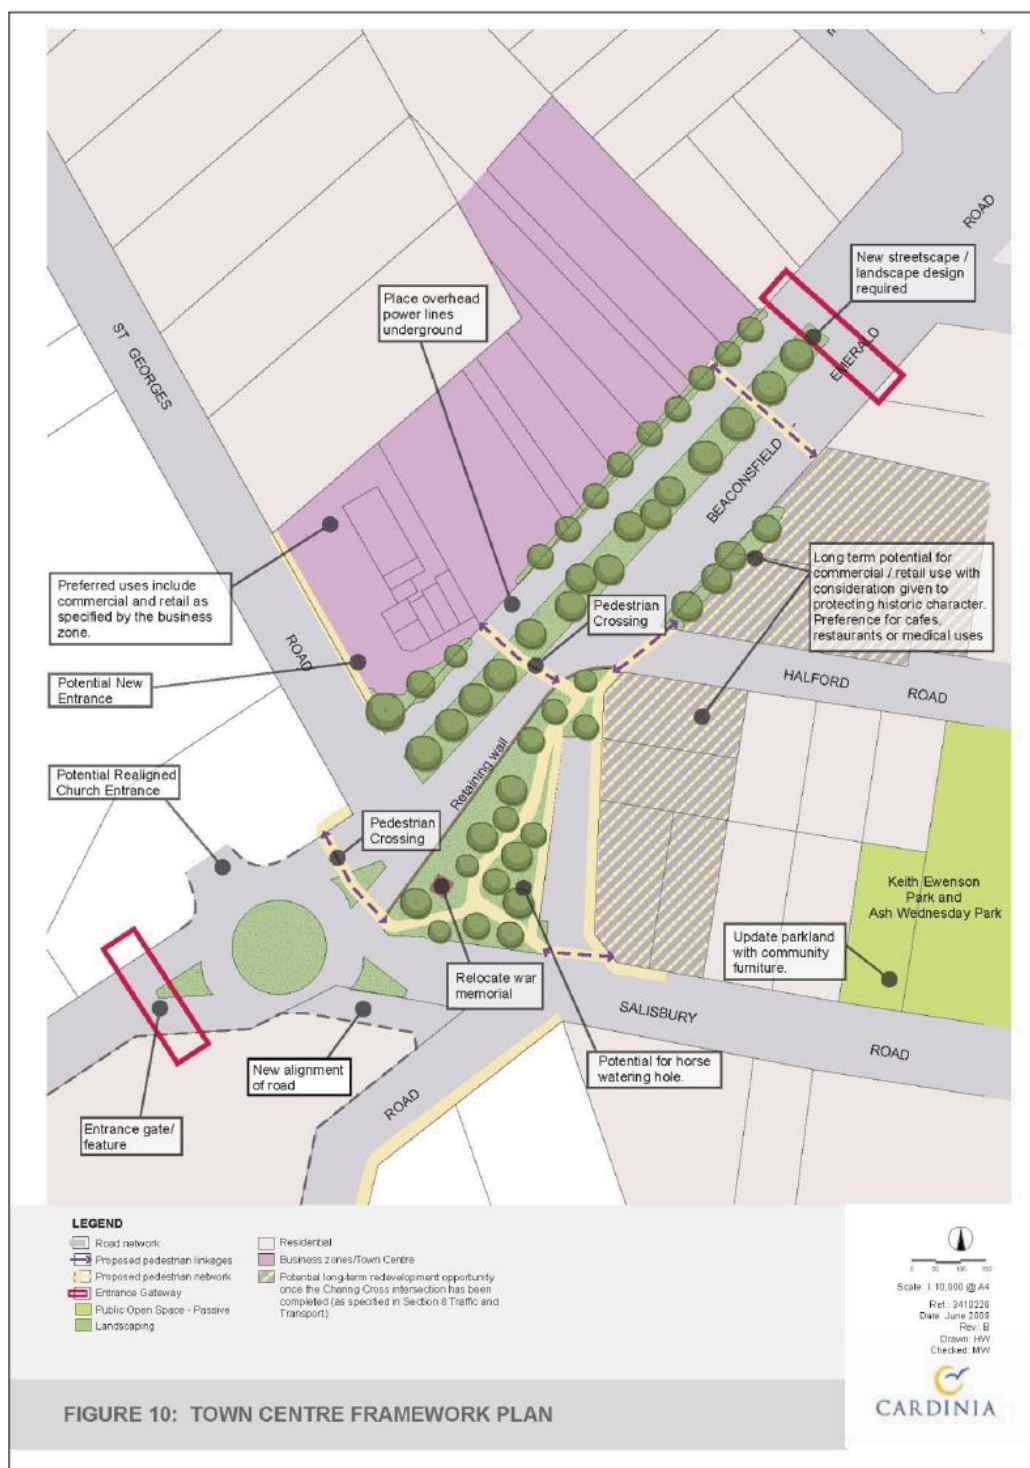 ROAD
New streetscape /
landscape design
required
Place overhead
power lines
underground
ST GEORGES
EMERALD
BEACONSFIELD
Preferred uses include
commercial and retail as
specified by the business
zone.
Long term potential for
commercial / retail use with
consideration given to
protecting historic character.
Preference for cafes,
restaurants or medical uses
Pedestrian
Crossing
ROAD
Potential New
Entrance
HALFORD
ROAD
Retaining wall
Potential Realigned
Church Entrance
Pedestrian
Crossing
Keith Ewenson
Park and
Ash Wednesday Park
Update parkland
with community
furniture.
Relocate war
memorial
SALISBURY
ROAD
New alignment
of road
Potential for horse
watering hole.
ROAD
Entrance gate/
feature
LEGEND
Road network
Proposed pedestrian linkages
Proposed pedestrian network
Entrance Gateway
Public Open Space - Passive
Landscaping
Residential
Business zones/Town Centre
Potential long-term redevelopment opportunity
once the Charing Cross intersection has been
completed (as specified in Section 8 Traffic and
Transport)
0 50 100 150
Scale: 1:10,000 @ A4
Ref.: 3410226
Date: June 2009
Rev.: B
Drawn: HW
Checked: MW
CARDINIA
FIGURE 10: TOWN CENTRE FRAMEWORK PLAN